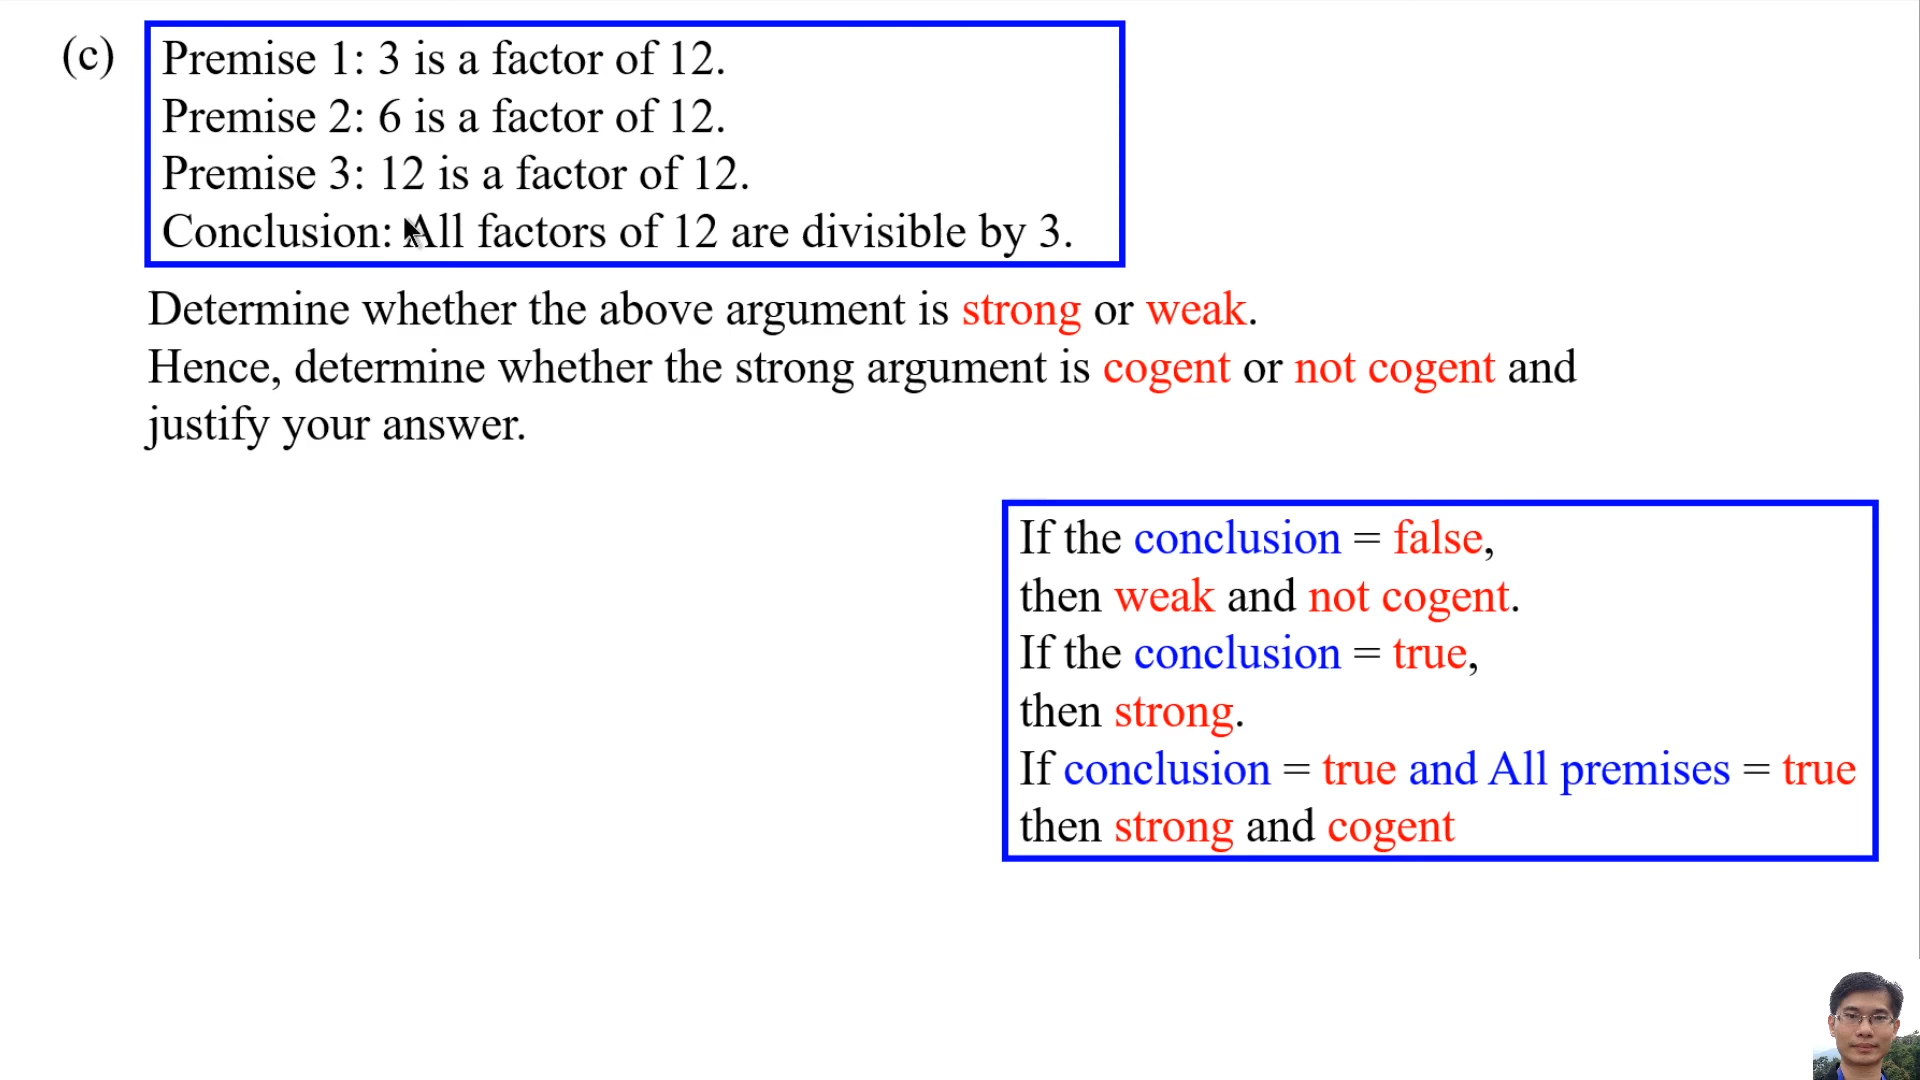 (c)
Premise 1: 3 is a factor of 12.
Premise 2: 6 is a factor of 12.
Premise 3: 12 is a factor of 12.
Conclusion: All factors of 12 are divisible by 3.
Determine whether the above argument is strong or weak.
Hence, determine whether the strong argument is cogent or not cogent and
justify your answer.
If the conclusion = false,
then weak and not cogent.
If the conclusion = true,
then strong.
If conclusion = true and All premises = true
then strong and cogent